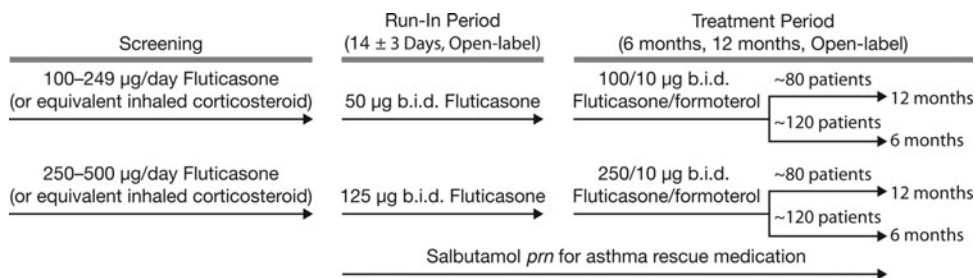 Screening
Run-In Period
(14 ± 3 Days, Open-label)
Treatment Period
(6 months, 12 months, Open-label)
100–249 µg/day Fluticasone
(or equivalent inhaled corticosteroid)
50 µg b.i.d. Fluticasone
100/10 µg b.i.d.
Fluticasone/formoterol
~80 patients
12 months
~120 patients
6 months
250–500 µg/day Fluticasone
(or equivalent inhaled corticosteroid)
125 µg b.i.d. Fluticasone
250/10 µg b.i.d.
Fluticasone/formoterol
~80 patients
12 months
~120 patients
6 months
Salbutamol prn for asthma rescue medication